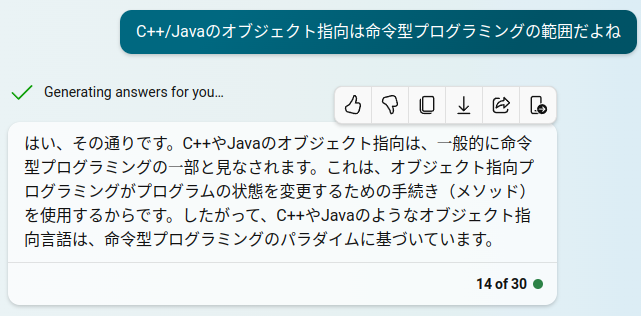 C++/Javaのオブジェクト指向は命令型プログラミングの範囲だよね
Generating answers for you…
はい、その通りです。C++やJavaのオブジェクト指向は、一般的に命令
型プログラミングの一部と見なされます。これは、オブジェクト指向プ
ログラミングがプログラムの状態を変更するための手続き（メソッド）
を使用するからです。したがって、C++やJavaのようなオブジェクト指
向言語は、命令型プログラミングのパラダイムに基づいています。
14 of 30